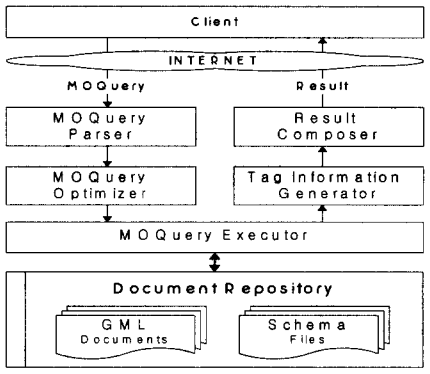 Client
INTERNET
MOQuery
Result
MOQuery
Parser
Result
Composer
MOQuery
Optimizer
Tag Information
Generator
MOQuery Executor
Document Repository
GML
Documents
Schema
Files